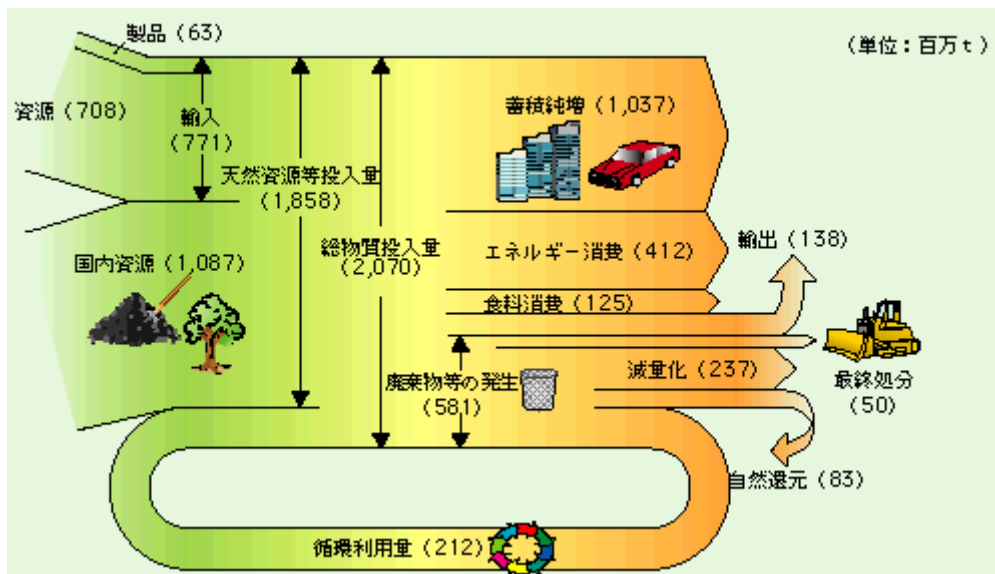 製品（63）
（単位：百万ｔ）
資源（708）
輸入
（771）
蓄積純増（1,037）
天然資源等投入量
（1,858）
国内資源（1,087）
総物質投入量
（2,070）
エネルギー消費（412）
輸出（138）
食料消費（125）
廃棄物等の発生
（581）
減量化（237）
最終処分
（50）
自然還元（83）
循環利用量（212）